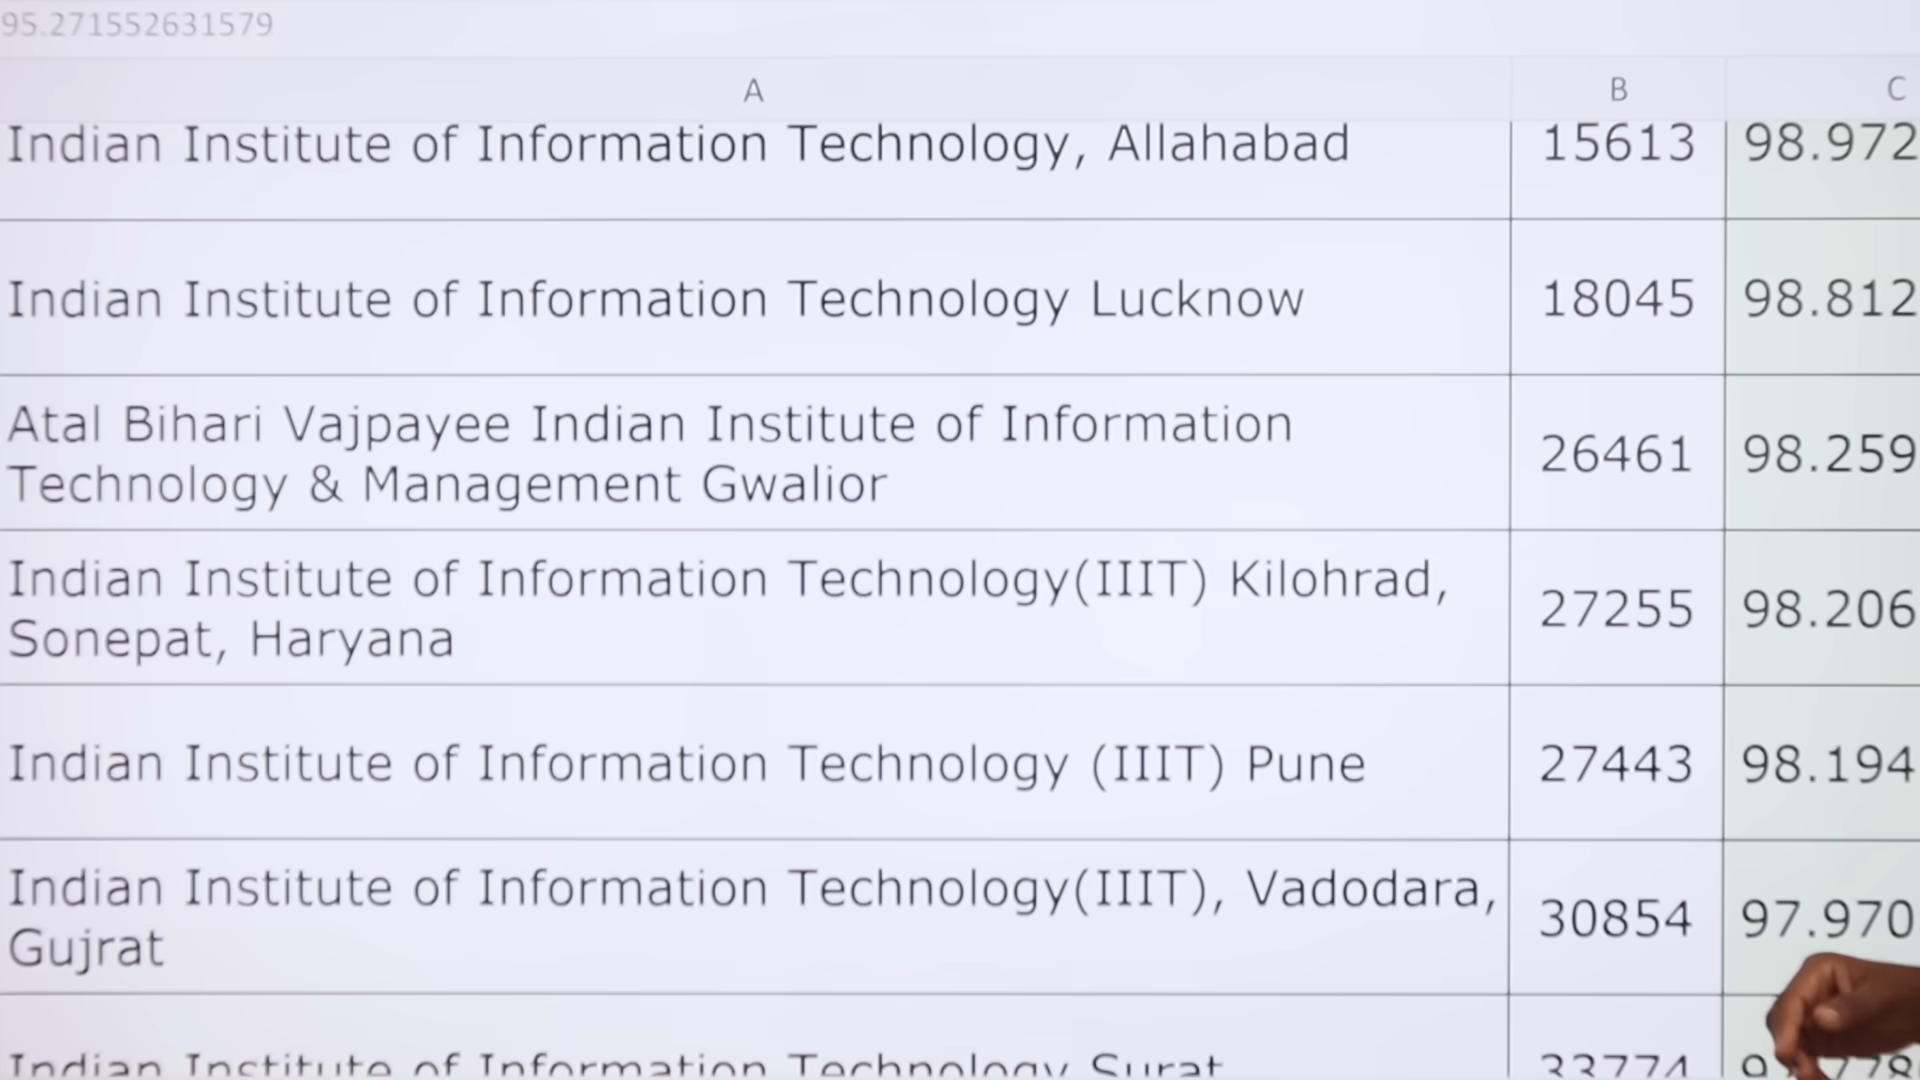 95.271552631579
A B C
Indian Institute of Information Technology, Allahabad 15613 98.972
Indian Institute of Information Technology Lucknow 18045 98.812
Atal Bihari Vajpayee Indian Institute of Information
Technology & Management Gwalior 26461 98.259
Indian Institute of Information Technology(IIIT) Kilohrad,
Sonepat, Haryana 27255 98.206
Indian Institute of Information Technology (IIIT) Pune 27443 98.194
Indian Institute of Information Technology(IIIT), Vadodara,
Gujrat 30854 97.970
Indian Institute of Information Technology Surat 33774